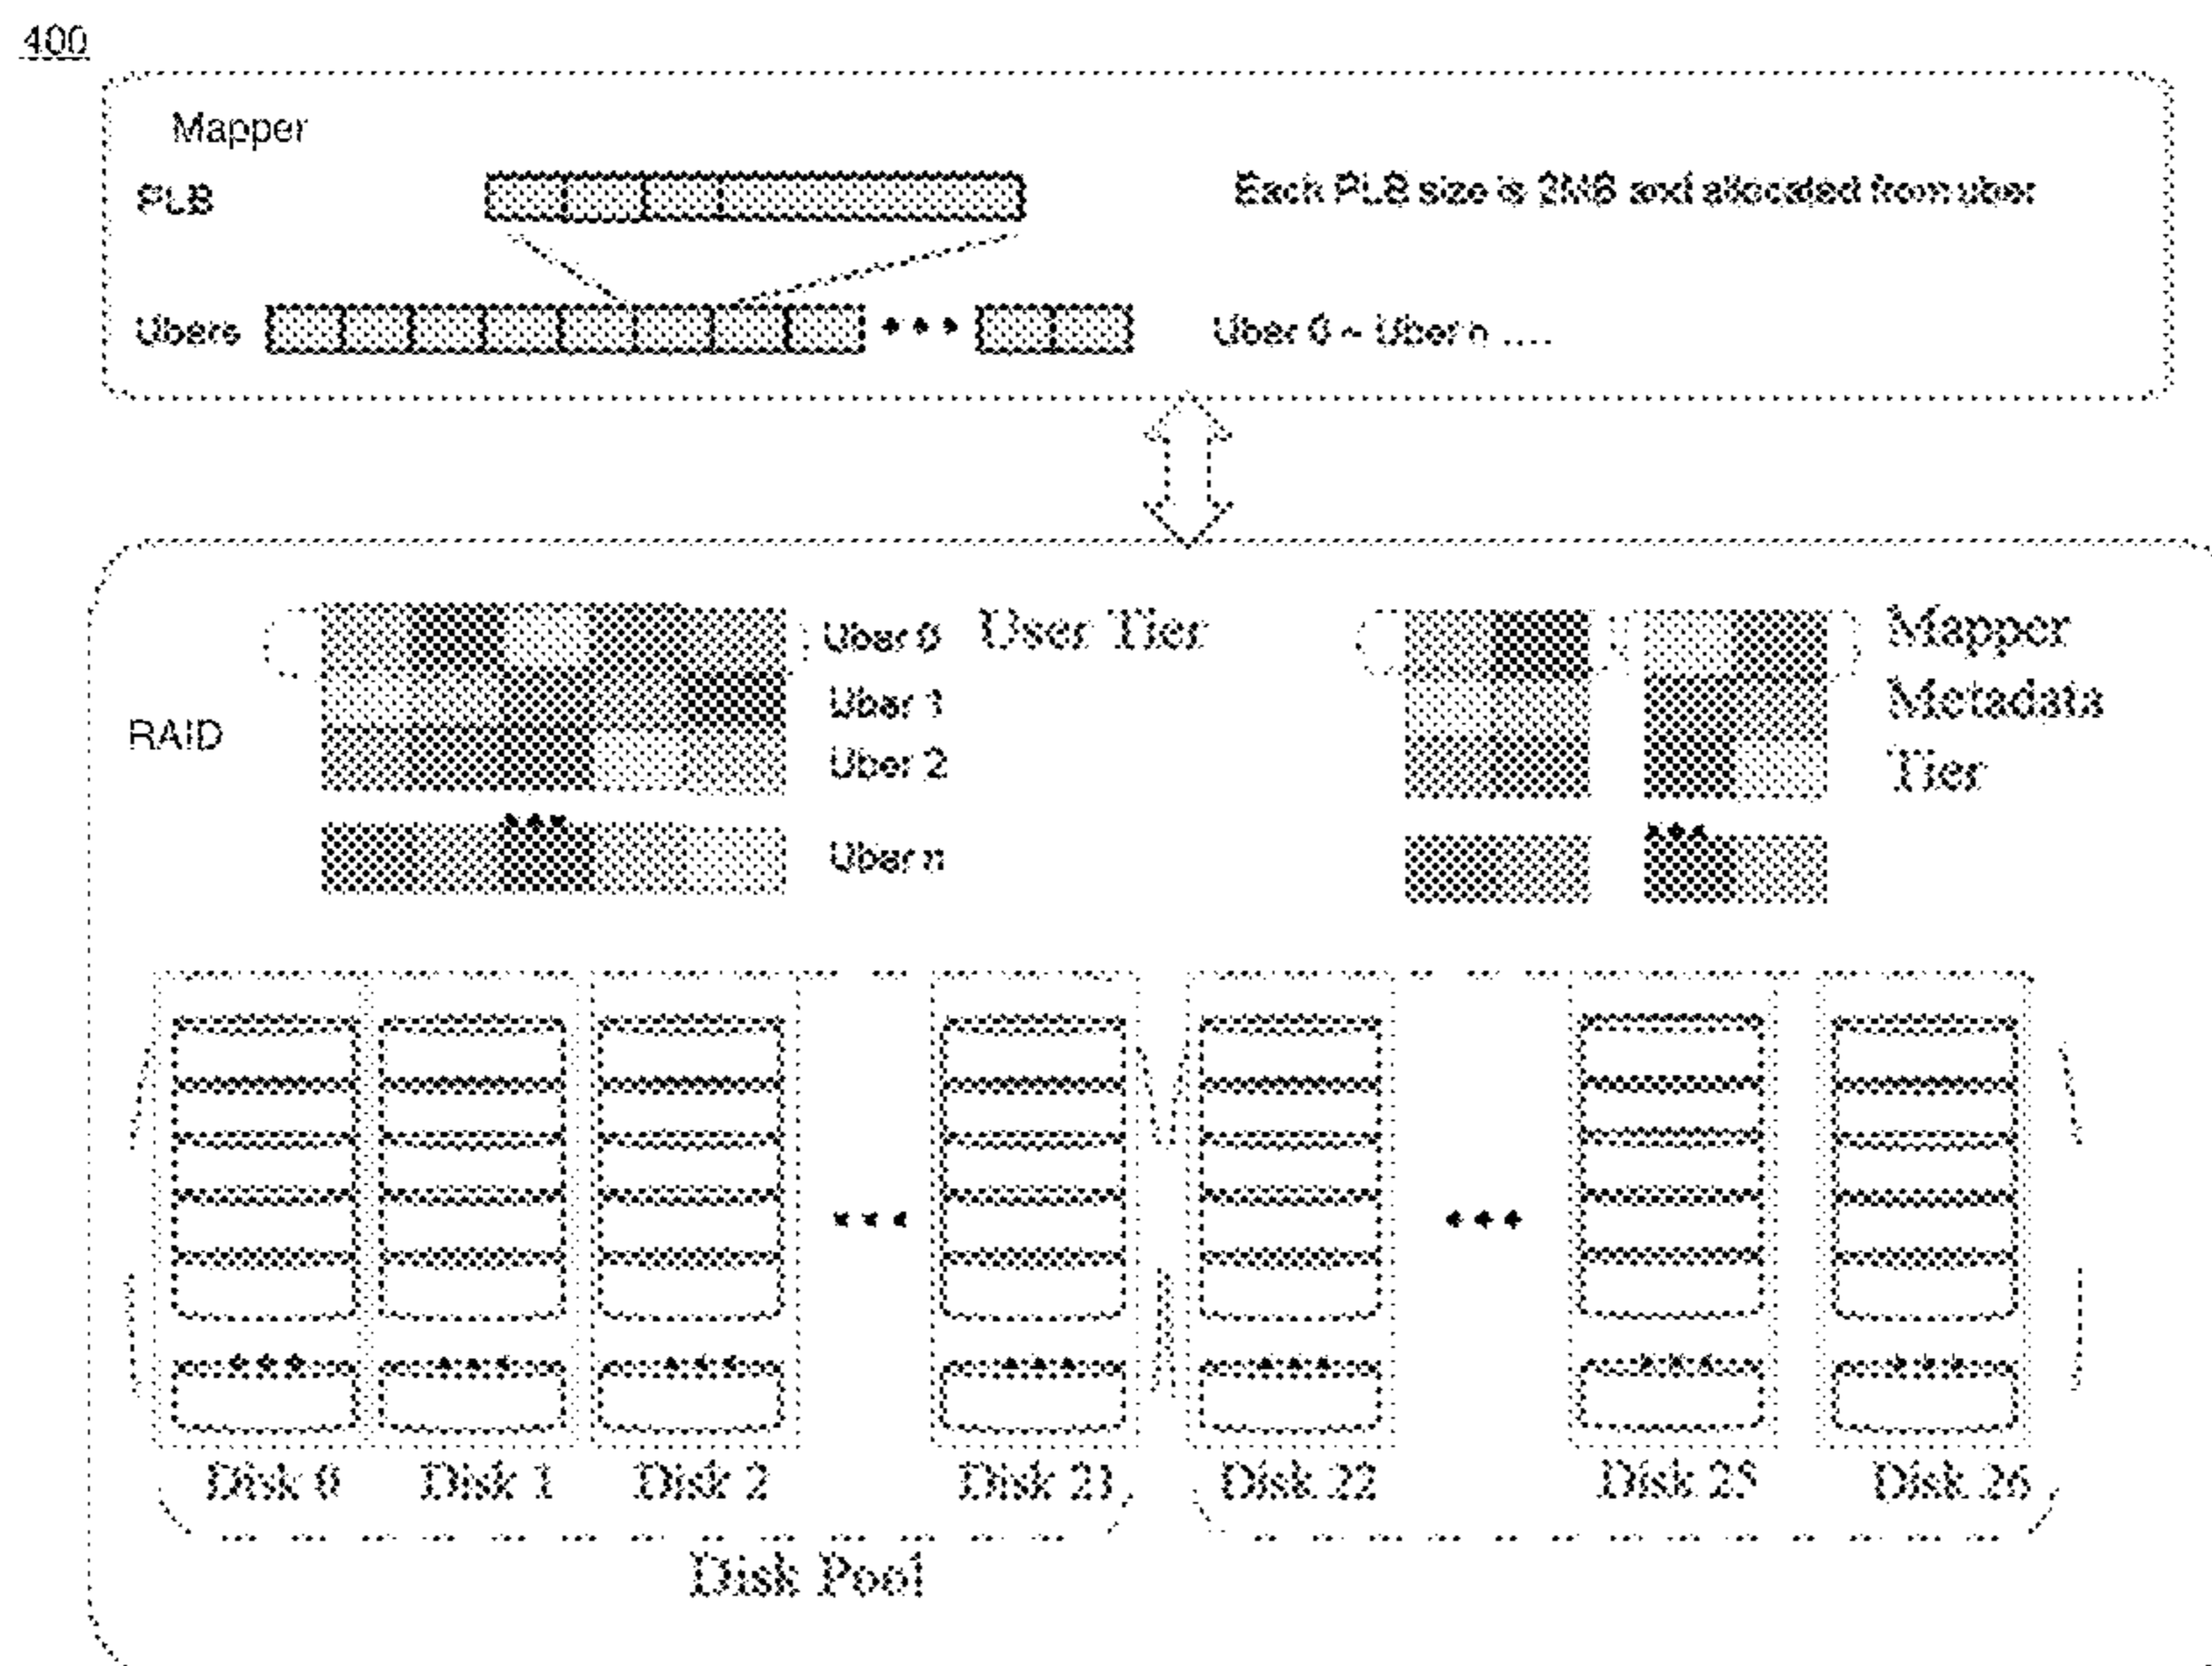 400
Mapper
PLB
Each PLB size is 2MB and allocated from uber
Ubers
Uber 0 ~ Uber n ....
Uber 0
User Tier
Mapper
Uber 1
Metadata
RAID
Uber 2
Tier
Uber n
Disk 0
Disk 1
Disk 2
Disk 21
Disk 22
Disk 25
Disk 26
Disk Pool